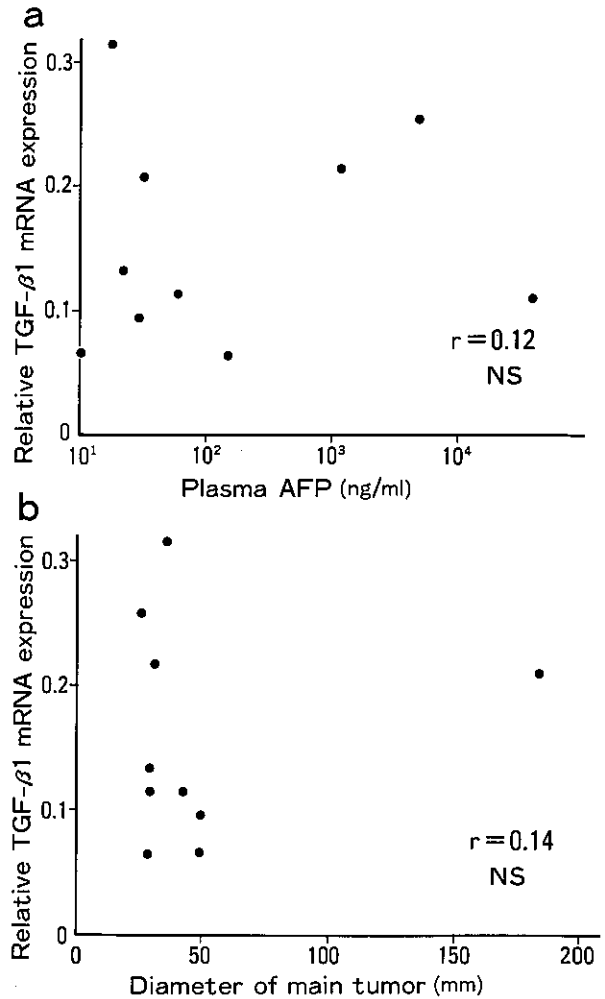 a
Relative TGF-β1 mRNA expression
0.3
0.2
0.1
0
10¹ 10² 10³ 10⁴
r=0.12
NS
Plasma AFP (ng/ml)
b
Relative TGF-β1 mRNA expression
0.3
0.2
0.1
0
0 50 100 150 200
r=0.14
NS
Diameter of main tumor (mm)